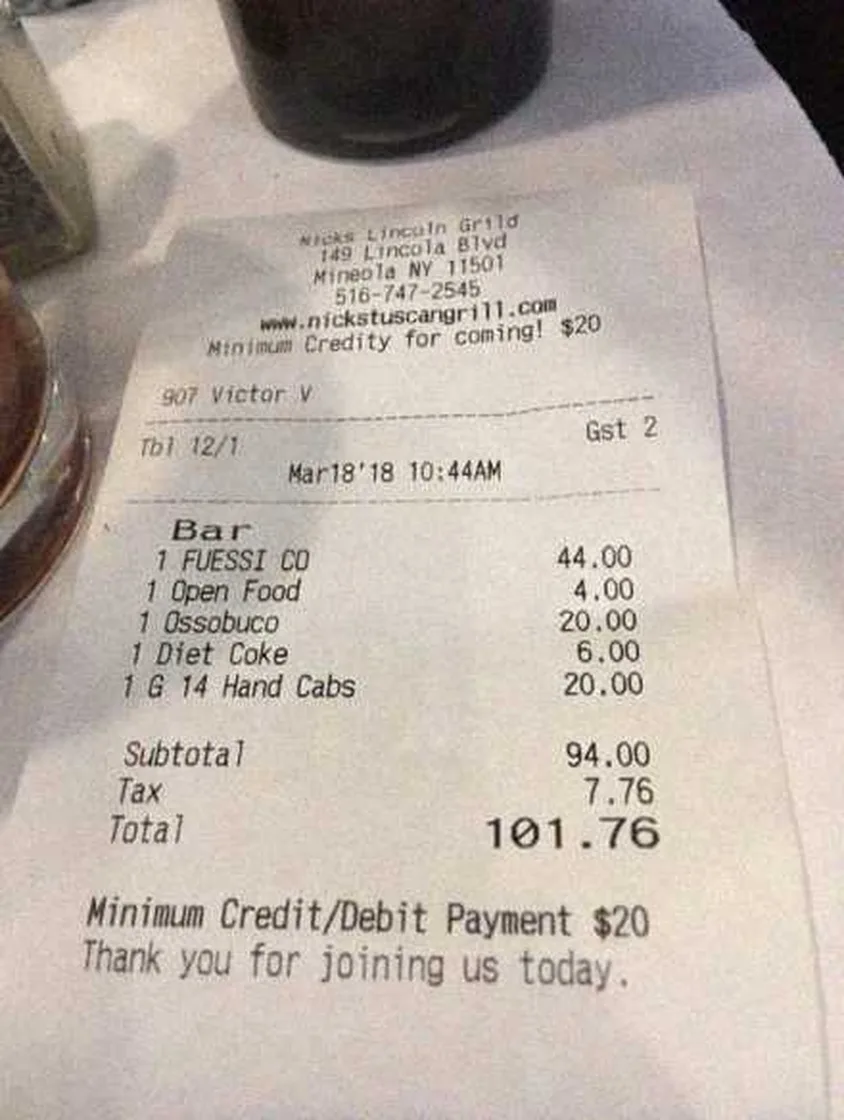 Nicks Lincoln Grild
149 Lincola Blvd
Mineola NY 11501
516-747-2545
www.nickstuscangrill.com
Minimum Credity for coming! $20
907 Victor V
Tbl 12/1 Gst 2
Mar18'18 10:44AM
Bar
1 FUESSI CO 44.00
1 Open Food 4.00
1 Ossobuco 20.00
1 Diet Coke 6.00
1 G 14 Hand Cabs 20.00
Subtotal 94.00
Tax 7.76
Total 101.76
Minimum Credit/Debit Payment $20
Thank you for joining us today.